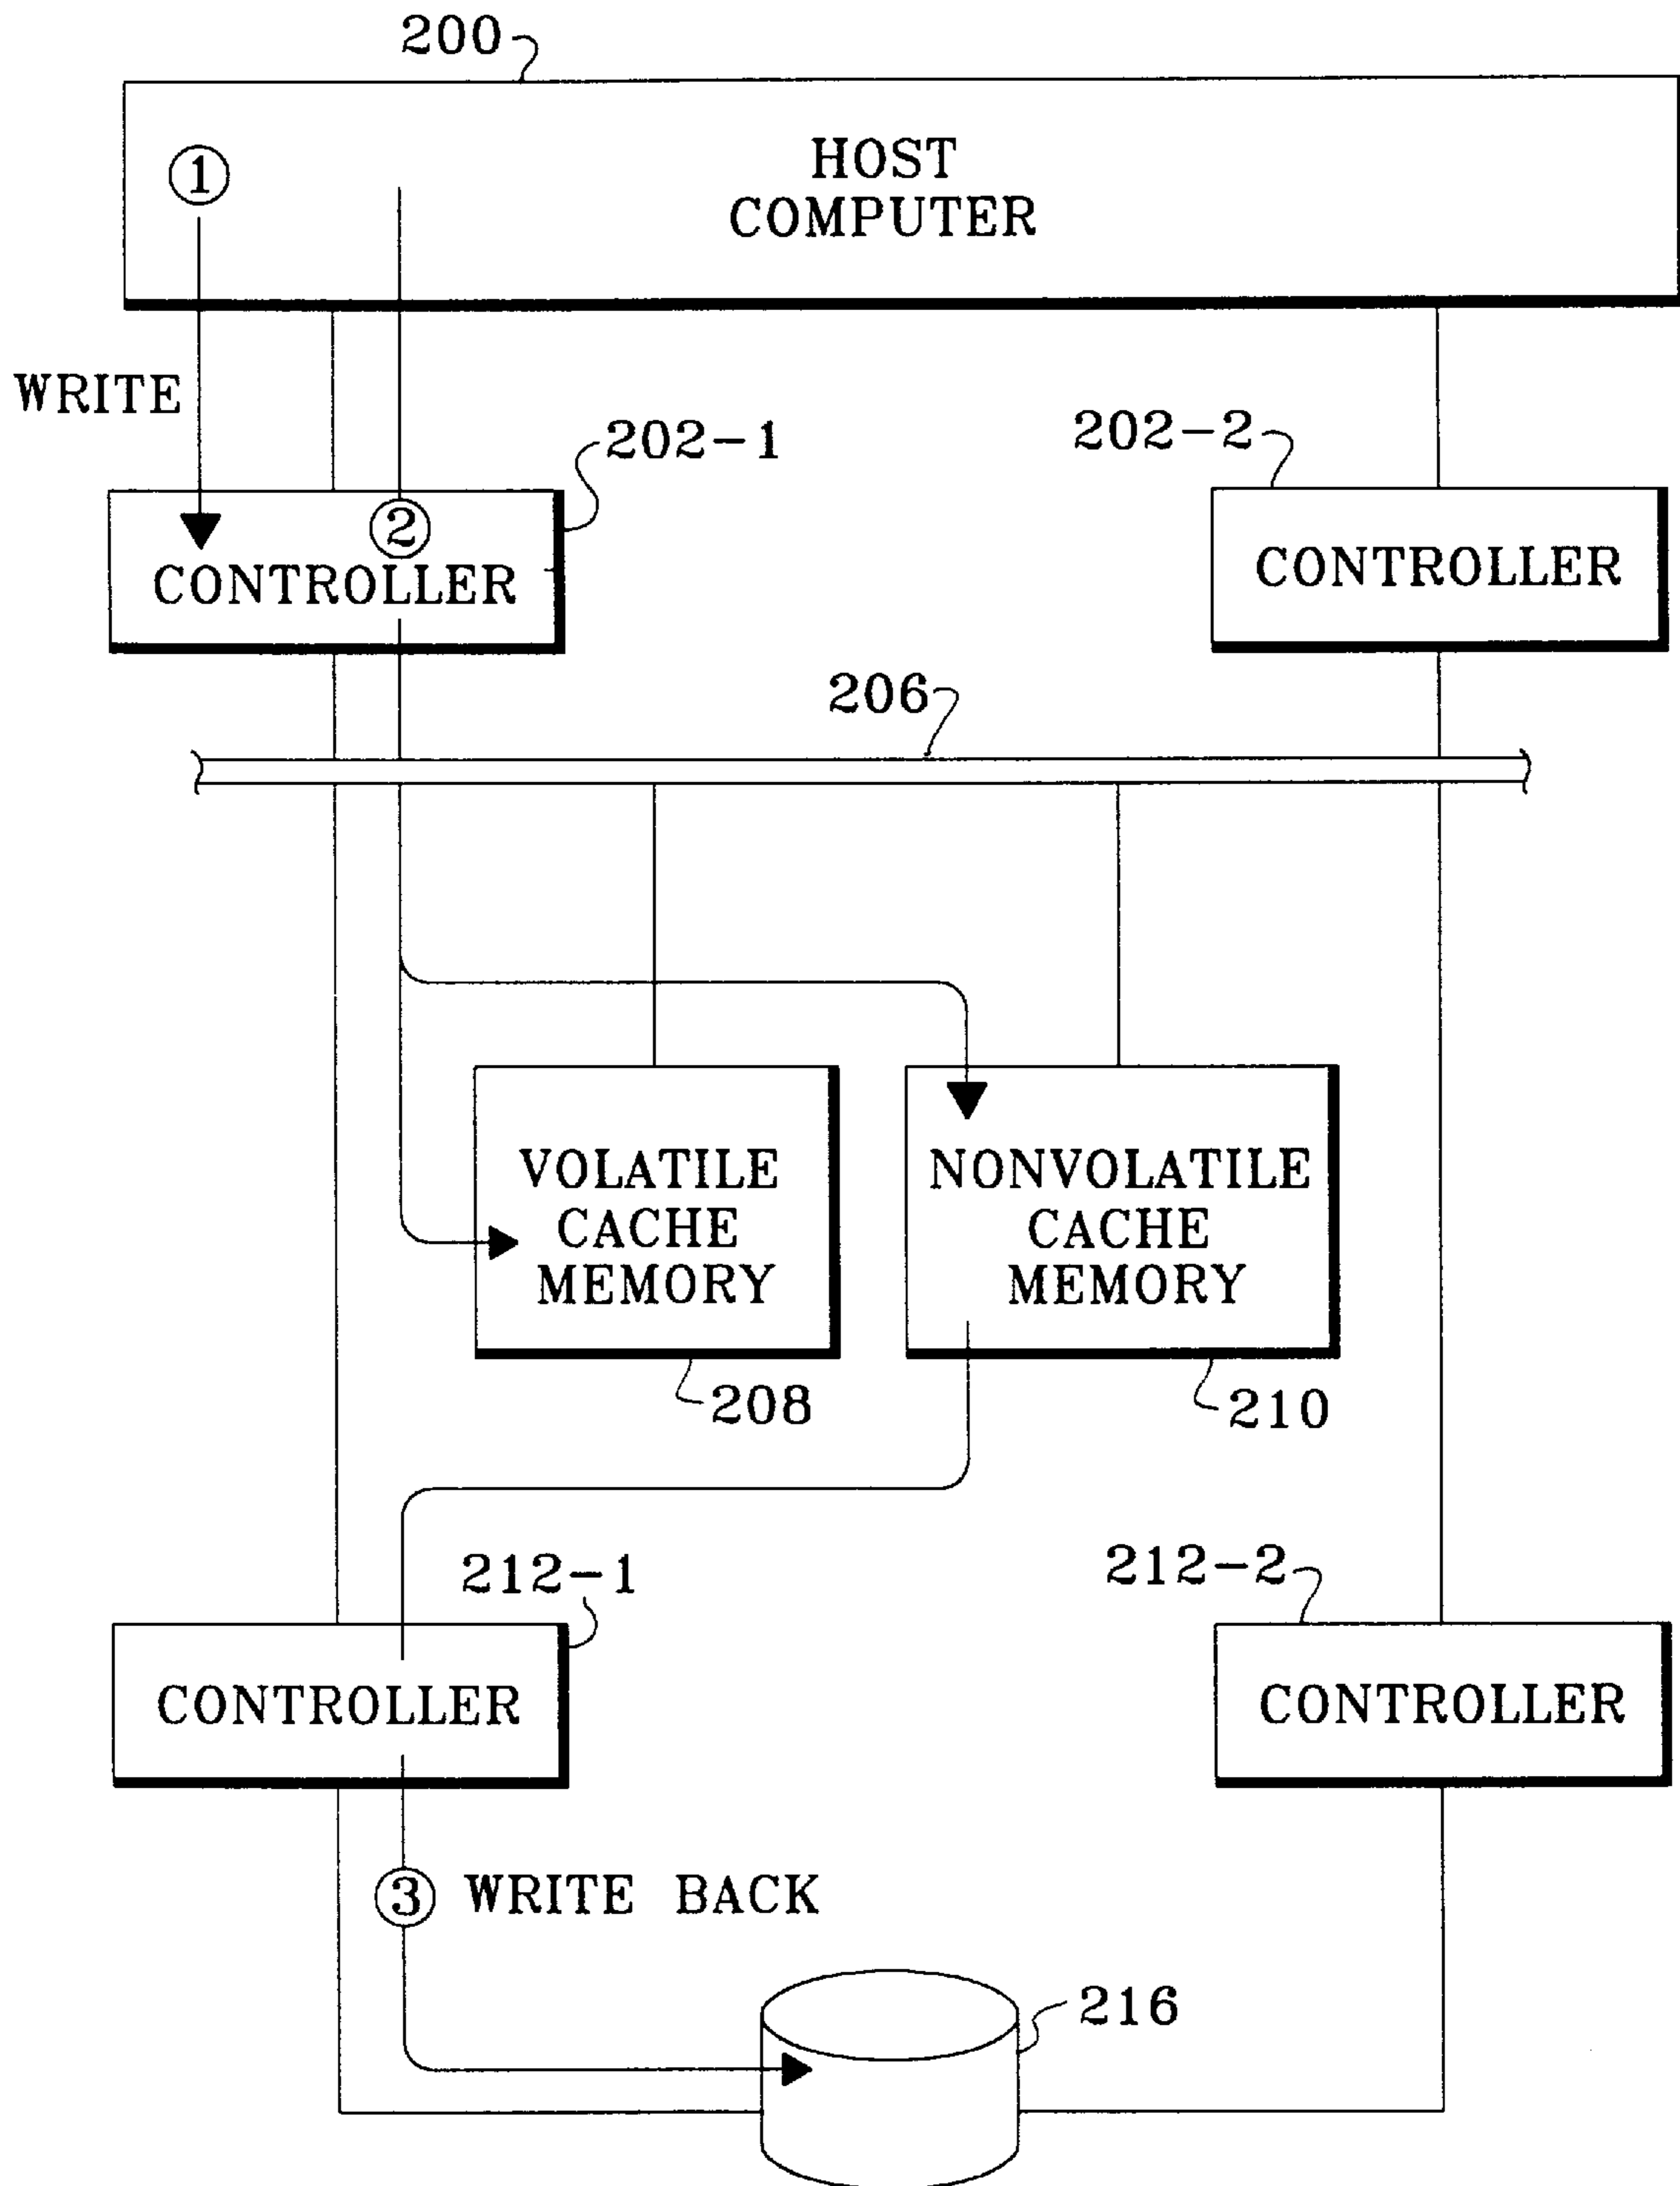 200
①
HOST
COMPUTER
WRITE
202-1
202-2
②
CONTROLLER
CONTROLLER
206
VOLATILE
CACHE
MEMORY
NONVOLATILE
CACHE
MEMORY
208
210
212-1
212-2
CONTROLLER
CONTROLLER
③ WRITE BACK
216